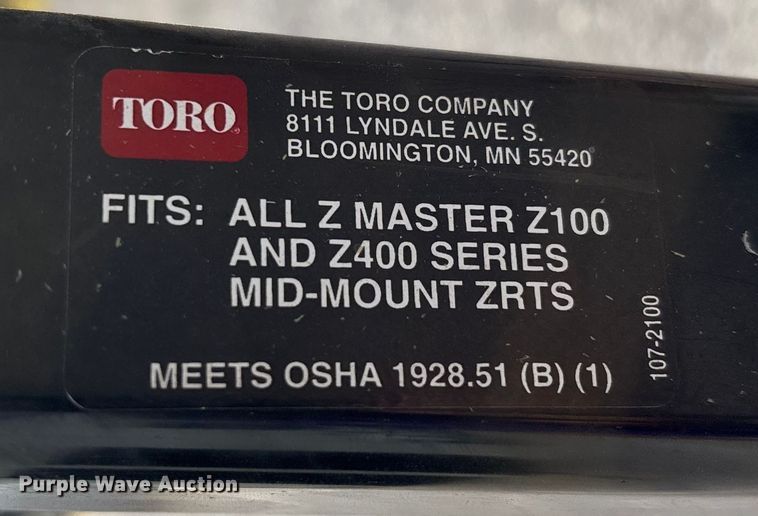 TORO
THE TORO COMPANY
8111 LYNDALE AVE. S.
BLOOMINGTON, MN 55420
FITS: ALL Z MASTER Z100
AND Z400 SERIES
MID-MOUNT ZRTS
107-2100
MEETS OSHA 1928.51 (B) (1)
Purple Wave Auction